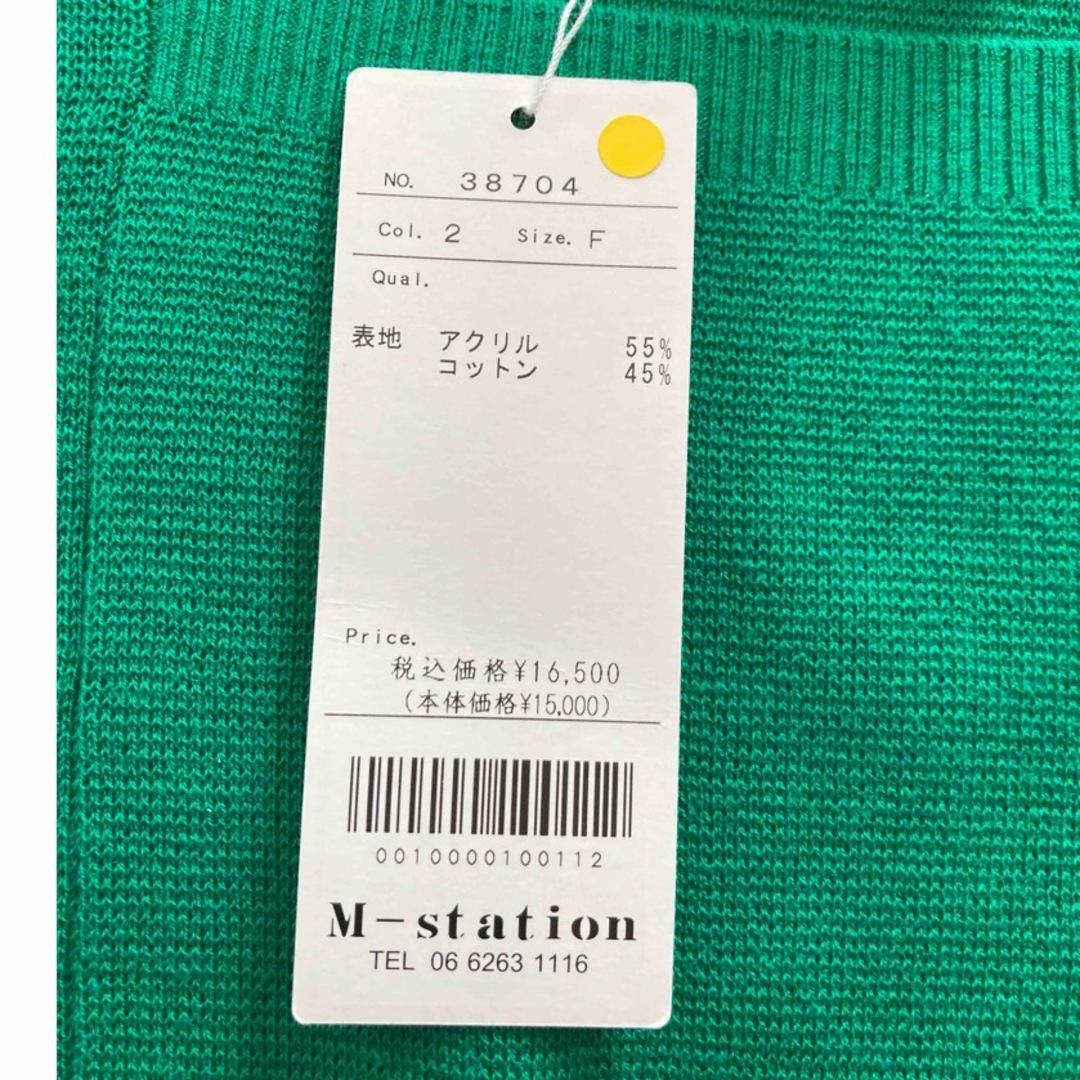 NO. 38704
Col. 2 Size. F
Qual.
表地 アクリル 55%
コットン 45%
Price.
税込価格¥16,500
(本体価格¥15,000)
0010000100112
M-station
TEL 06 6263 1116